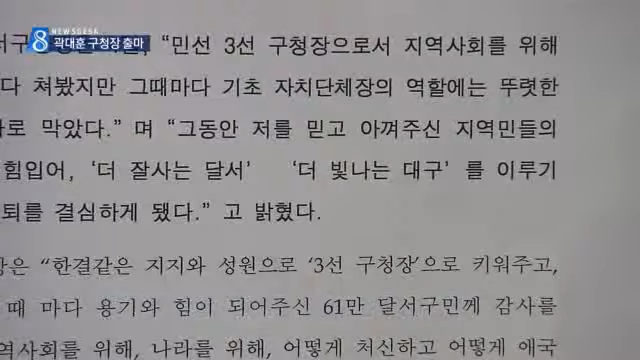 8 NEWSDESK
곽대훈 구청장 출마
“민선 3선 구청장으로서 지역사회를 위해
다 쳐봤지만 그때마다 기초 자치단체장의 역할에는 뚜렷한
로 막았다.” 며 “그동안 저를 믿고 아껴주신 지역민들의
힘입어, ‘더 잘사는 달서’ ‘더 빛나는 대구’ 를 이루기
퇴를 결심하게 됐다.” 고 밝혔다.
은 “한결같은 지지와 성원으로 ‘3선 구청장’으로 키워주고,
때 마다 용기와 힘이 되어주신 61만 달서구민께 감사를
역사회를 위해, 나라를 위해, 어떻게 처신하고 어떻게 애국